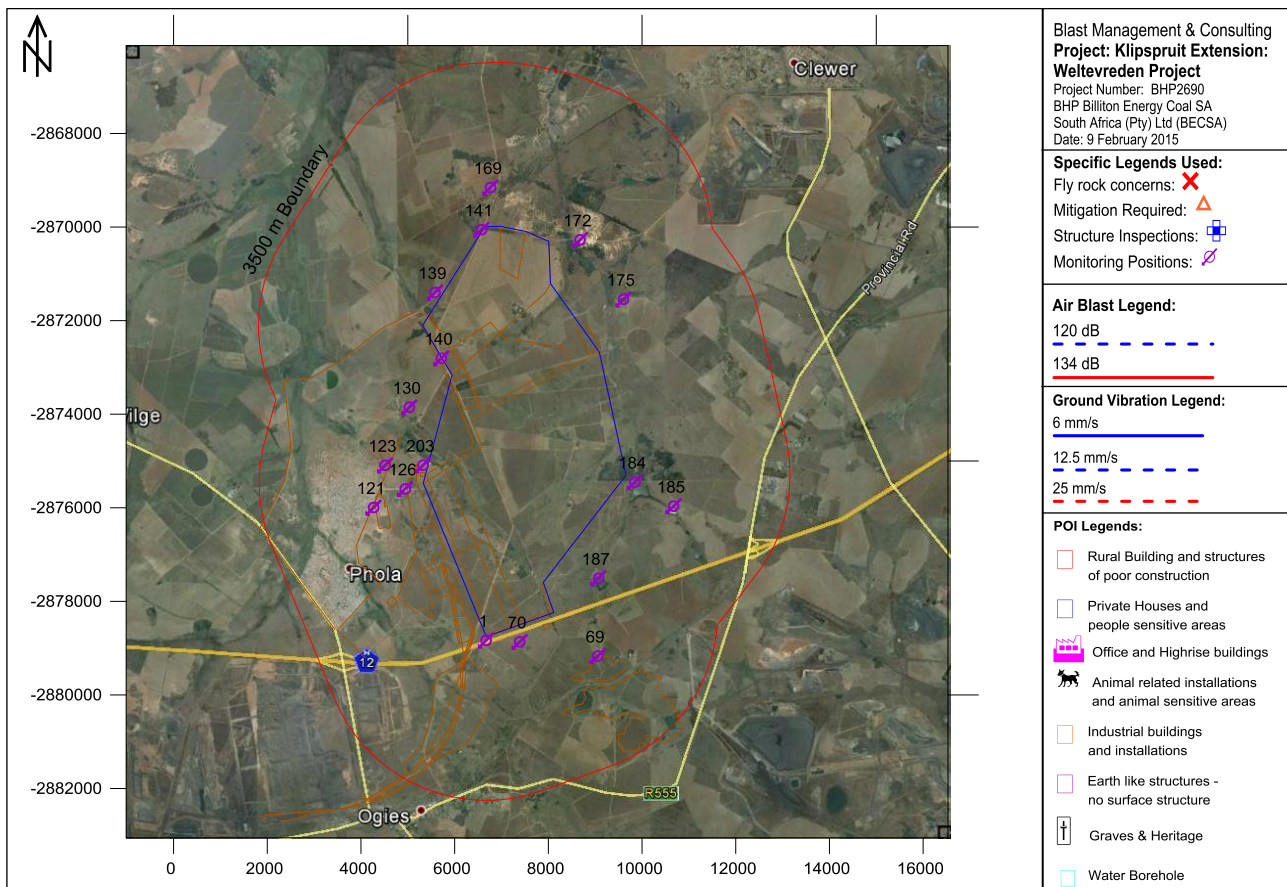 N
Clewer
-2868000
169
3500 m Boundary
141
172
-2870000
Provincial Rd
139
175
-2872000
140
130
-2874000
ilge
123
203
126
184
121
185
-2876000
187
Phola
-2878000
1
70
69
12
-2880000
-2882000
R555
Ogies
0
2000
4000
6000
8000
10000
12000
14000
16000
Blast Management & Consulting
Project: Klipspruit Extension:
Weltevreden Project
Project Number: BHP2690
BHP Billiton Energy Coal SA
South Africa (Pty) Ltd (BECSA)
Date: 9 February 2015
Specific Legends Used:
Fly rock concerns:
Mitigation Required:
Structure Inspections:
Monitoring Positions:
Air Blast Legend:
120 dB
134 dB
Ground Vibration Legend:
6 mm/s
12.5 mm/s
25 mm/s
POI Legends:
Rural Building and structures
of poor construction
Private Houses and
people sensitive areas
Office and Highrise buildings
Animal related installations
and animal sensitive areas
Industrial buildings
and installations
Earth like structures -
no surface structure
Graves & Heritage
Water Borehole